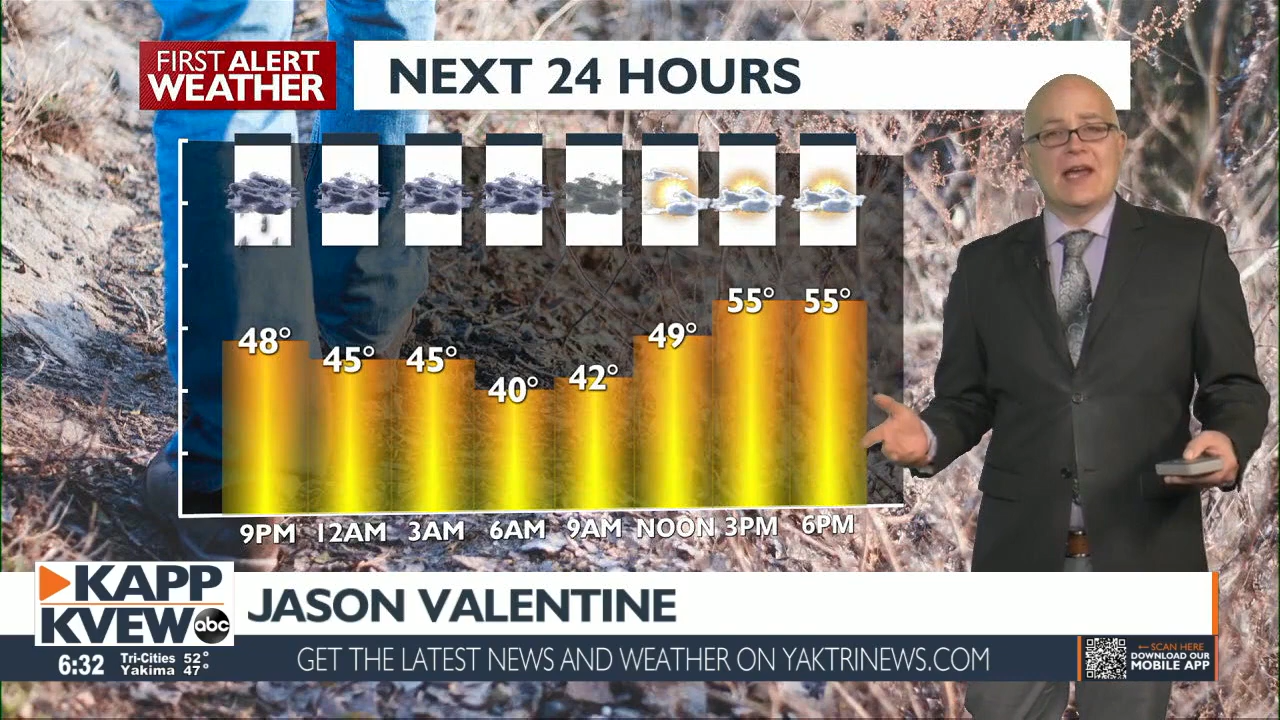 FIRST ALERT
WEATHER
NEXT 24 HOURS
48° 45° 45° 40° 42° 49° 55° 55°
9PM 12AM 3AM 6AM 9AM NOON 3PM 6PM
KAPP
KVEW abc
JASON VALENTINE
6:32
Tri-Cities 52°
Yakima 47°
GET THE LATEST NEWS AND WEATHER ON YAKTRINEWS.COM
SCAN HERE
DOWNLOAD OUR
MOBILE APP